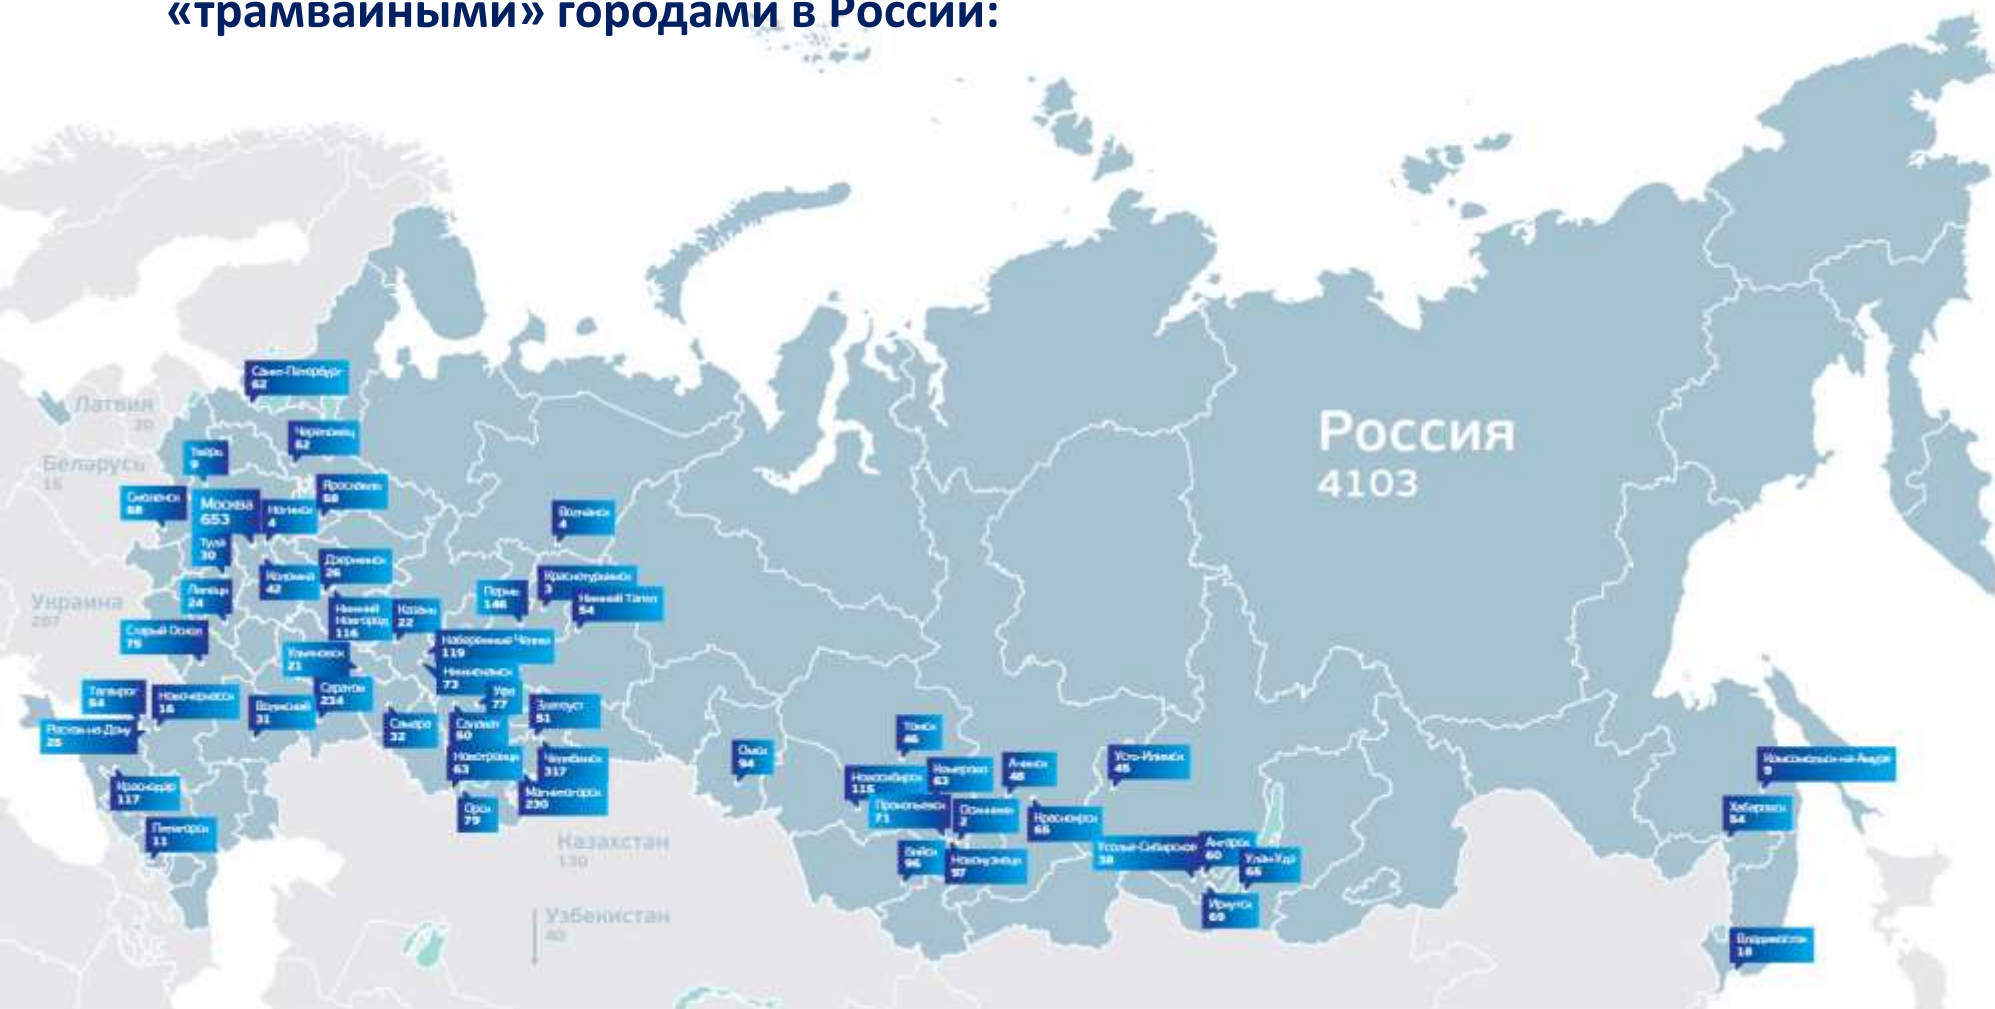 «трамвайными» городами в России:
Россия
4103
Латвия
20
Беларусь
15
Украина
287
Казахстан
130
Узбекистан
40
Санкт-Петербург
62
Череповец
62
Тверь
9
Ярославль
58
Смоленск
68
Москва
653
Ногинск
4
Тула
30
Волчанск
4
Дзержинск
26
Коломна
42
Липецк
24
Нижний
Новгород
116
Казань
22
Пермь
146
Краснотурьинск
3
Нижний Тагил
54
Старый Оскол
75
Набережные Челны
119
Ульяновск
21
Нижнекамск
73
Таганрог
54
Новочеркасск
16
Волжский
31
Саратов
234
Уфа
77
Златоуст
51
Ростов-на-Дону
25
Самара
32
Салават
50
Новотроицк
63
Челябинск
317
Магнитогорск
230
Орск
79
Краснодар
117
Пятигорск
11
Омск
94
Томск
46
Новосибирск
115
Кемерово
63
Ачинск
48
Усть-Илимск
45
Прокопьевск
71
Осинники
2
Красноярск
65
Бийск
96
Новокузнецк
97
Усолье-Сибирское
38
Ангарск
60
Улан-Удэ
65
Иркутск
69
Комсомольск-на-Амуре
9
Хабаровск
54
Владивосток
18